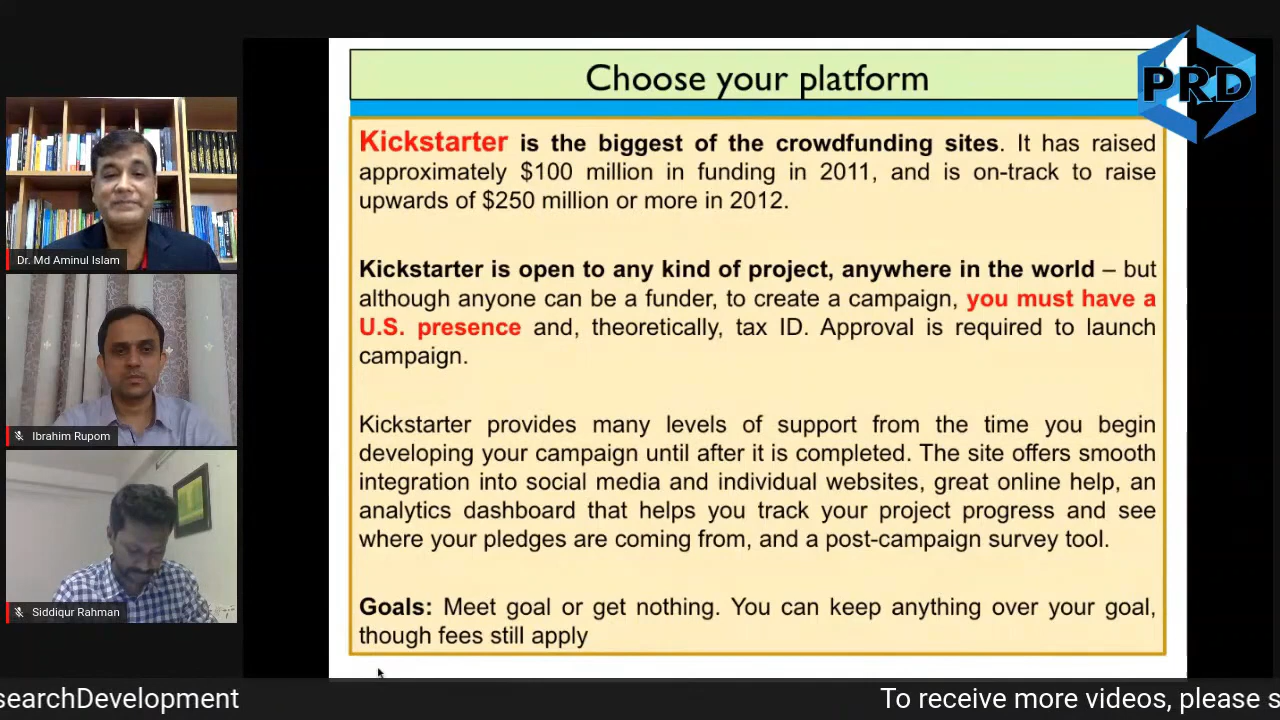 Choose your platform
PRD
Kickstarter is the biggest of the crowdfunding sites. It has raised
approximately $100 million in funding in 2011, and is on-track to raise
upwards of $250 million or more in 2012.
Kickstarter is open to any kind of project, anywhere in the world – but
although anyone can be a funder, to create a campaign, you must have a
U.S. presence and, theoretically, tax ID. Approval is required to launch
campaign.
Kickstarter provides many levels of support from the time you begin
developing your campaign until after it is completed. The site offers smooth
integration into social media and individual websites, great online help, an
analytics dashboard that helps you track your project progress and see
where your pledges are coming from, and a post-campaign survey tool.
Goals: Meet goal or get nothing. You can keep anything over your goal,
though fees still apply
Dr. Md Aminul Islam
Ibrahim Rupom
Siddiqur Rahman
searchDevelopment
To receive more videos, please s